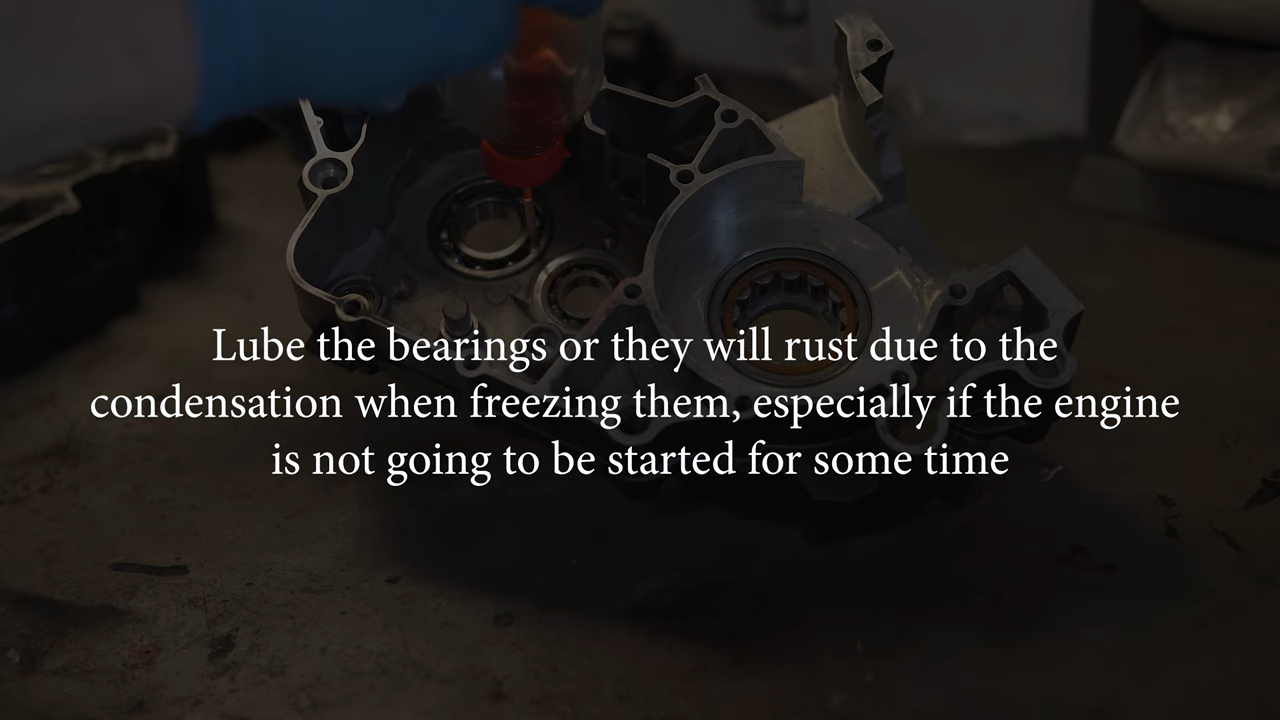 Lube the bearings or they will rust due to the
condensation when freezing them, especially if the engine
is not going to be started for some time